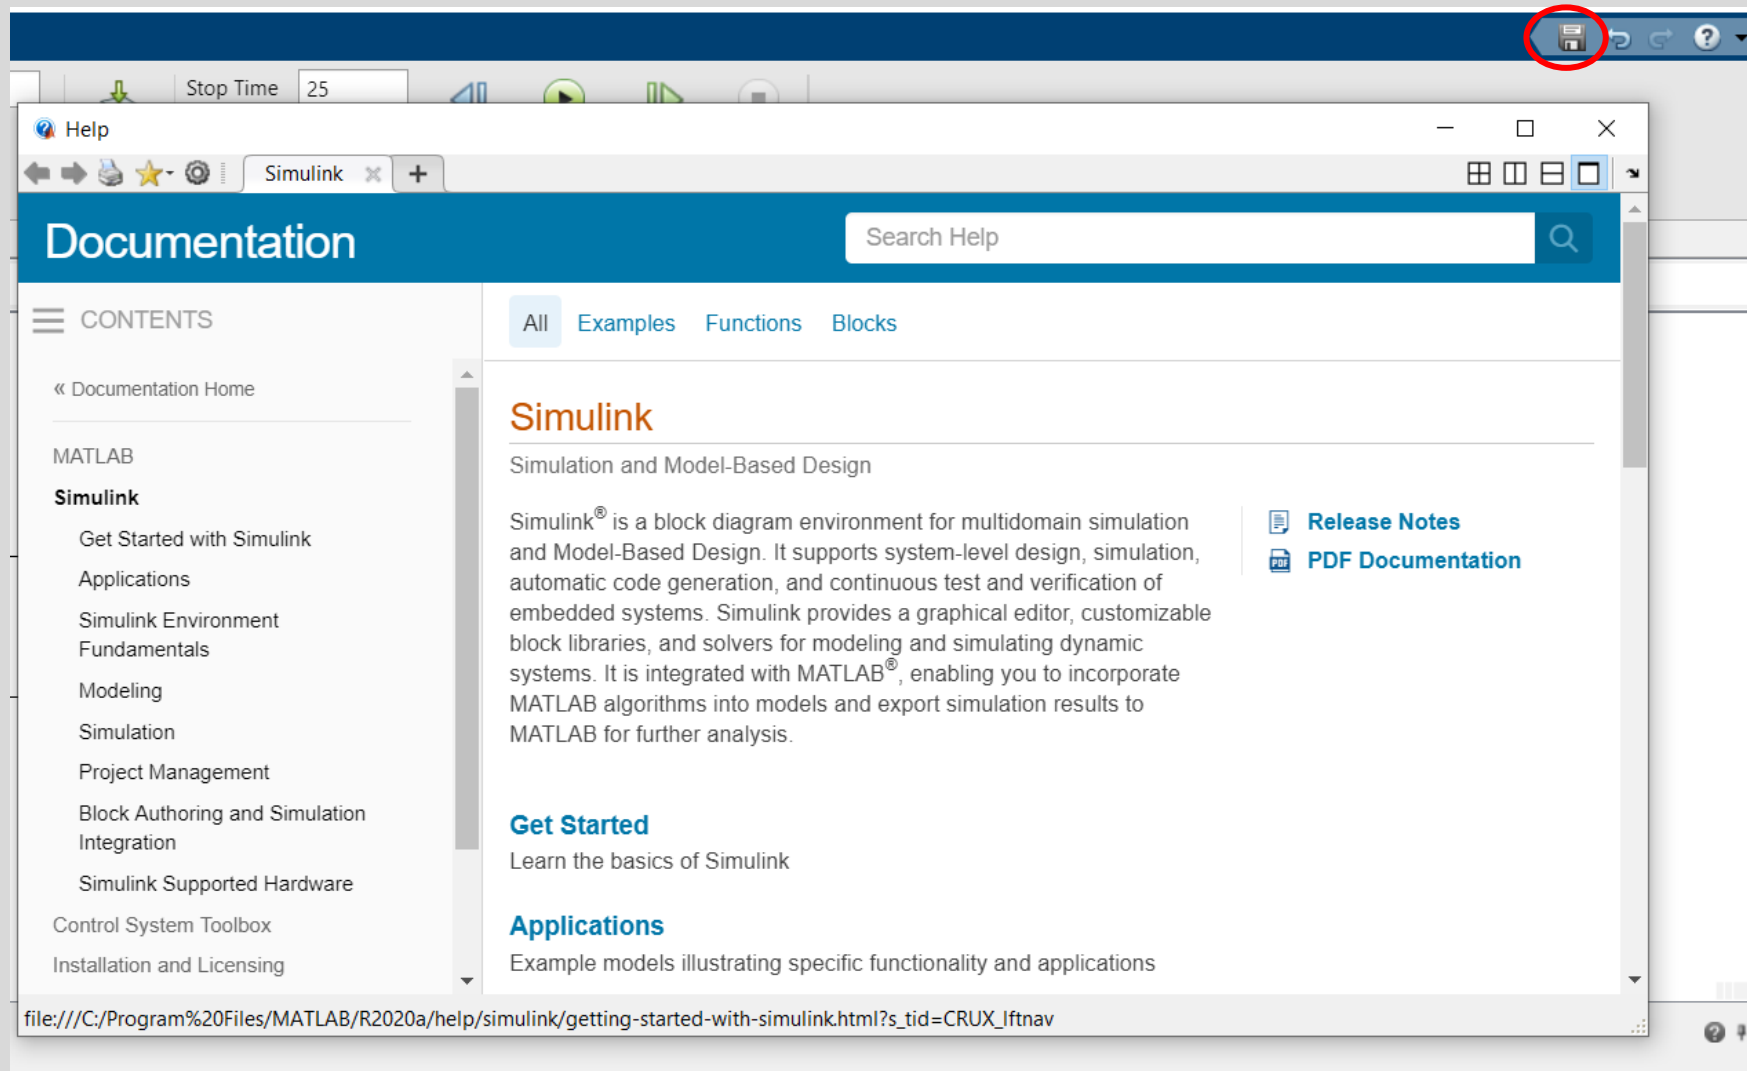 Stop Time 25
Help
Simulink
Documentation
Search Help
CONTENTS
All Examples Functions Blocks
« Documentation Home
MATLAB
Simulink
Get Started with Simulink
Applications
Simulink Environment
Fundamentals
Modeling
Simulation
Project Management
Block Authoring and Simulation
Integration
Simulink Supported Hardware
Control System Toolbox
Installation and Licensing
Simulink
Simulation and Model-Based Design
Simulink® is a block diagram environment for multidomain simulation
and Model-Based Design. It supports system-level design, simulation,
automatic code generation, and continuous test and verification of
embedded systems. Simulink provides a graphical editor, customizable
block libraries, and solvers for modeling and simulating dynamic
systems. It is integrated with MATLAB®, enabling you to incorporate
MATLAB algorithms into models and export simulation results to
MATLAB for further analysis.
Release Notes
PDF PDF Documentation
Get Started
Learn the basics of Simulink
Applications
Example models illustrating specific functionality and applications
file:///C:/Program%20Files/MATLAB/R2020a/help/simulink/getting-started-with-simulink.html?s_tid=CRUX_lftnav